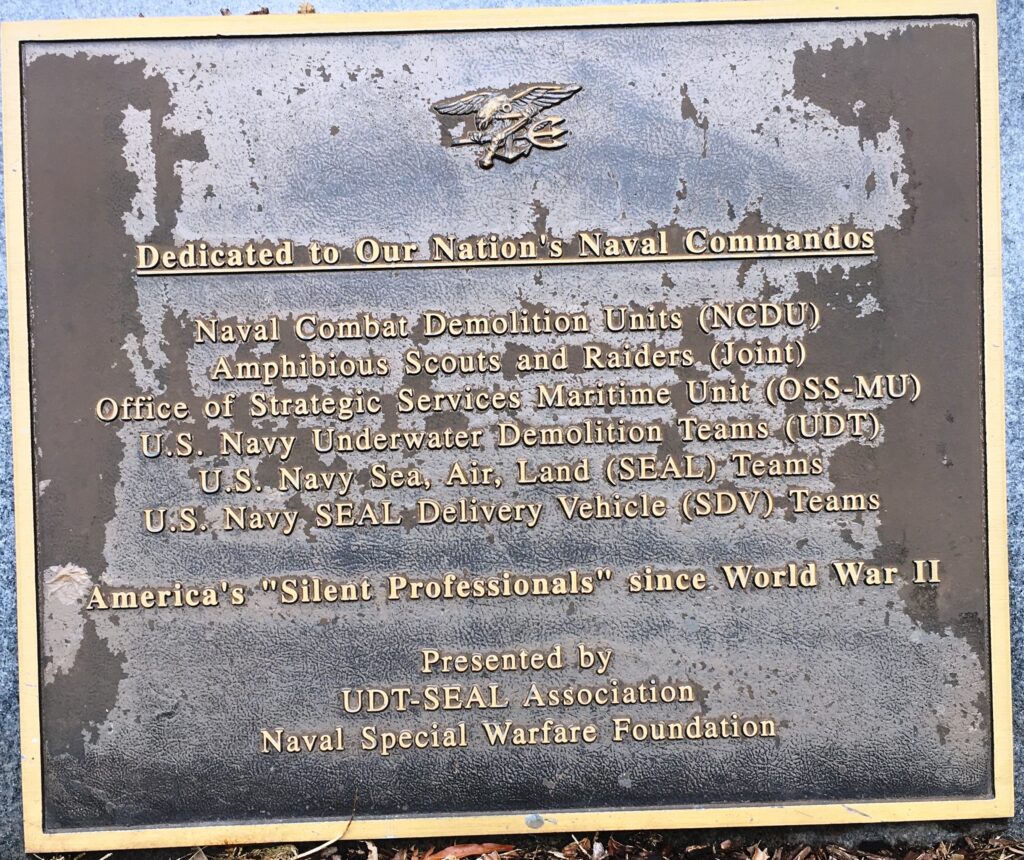 Dedicated to Our Nation's Naval Commandos
Naval Combat Demolition Units (NCDU)
Amphibious Scouts and Raiders (Joint)
Office of Strategic Services Maritime Unit (OSS-MU)
U.S. Navy Underwater Demolition Teams (UDT)
U.S. Navy Sea, Air, Land (SEAL) Teams
U.S. Navy SEAL Delivery Vehicle (SDV) Teams
America's "Silent Professionals" since World War II
Presented by
UDT-SEAL Association
Naval Special Warfare Foundation